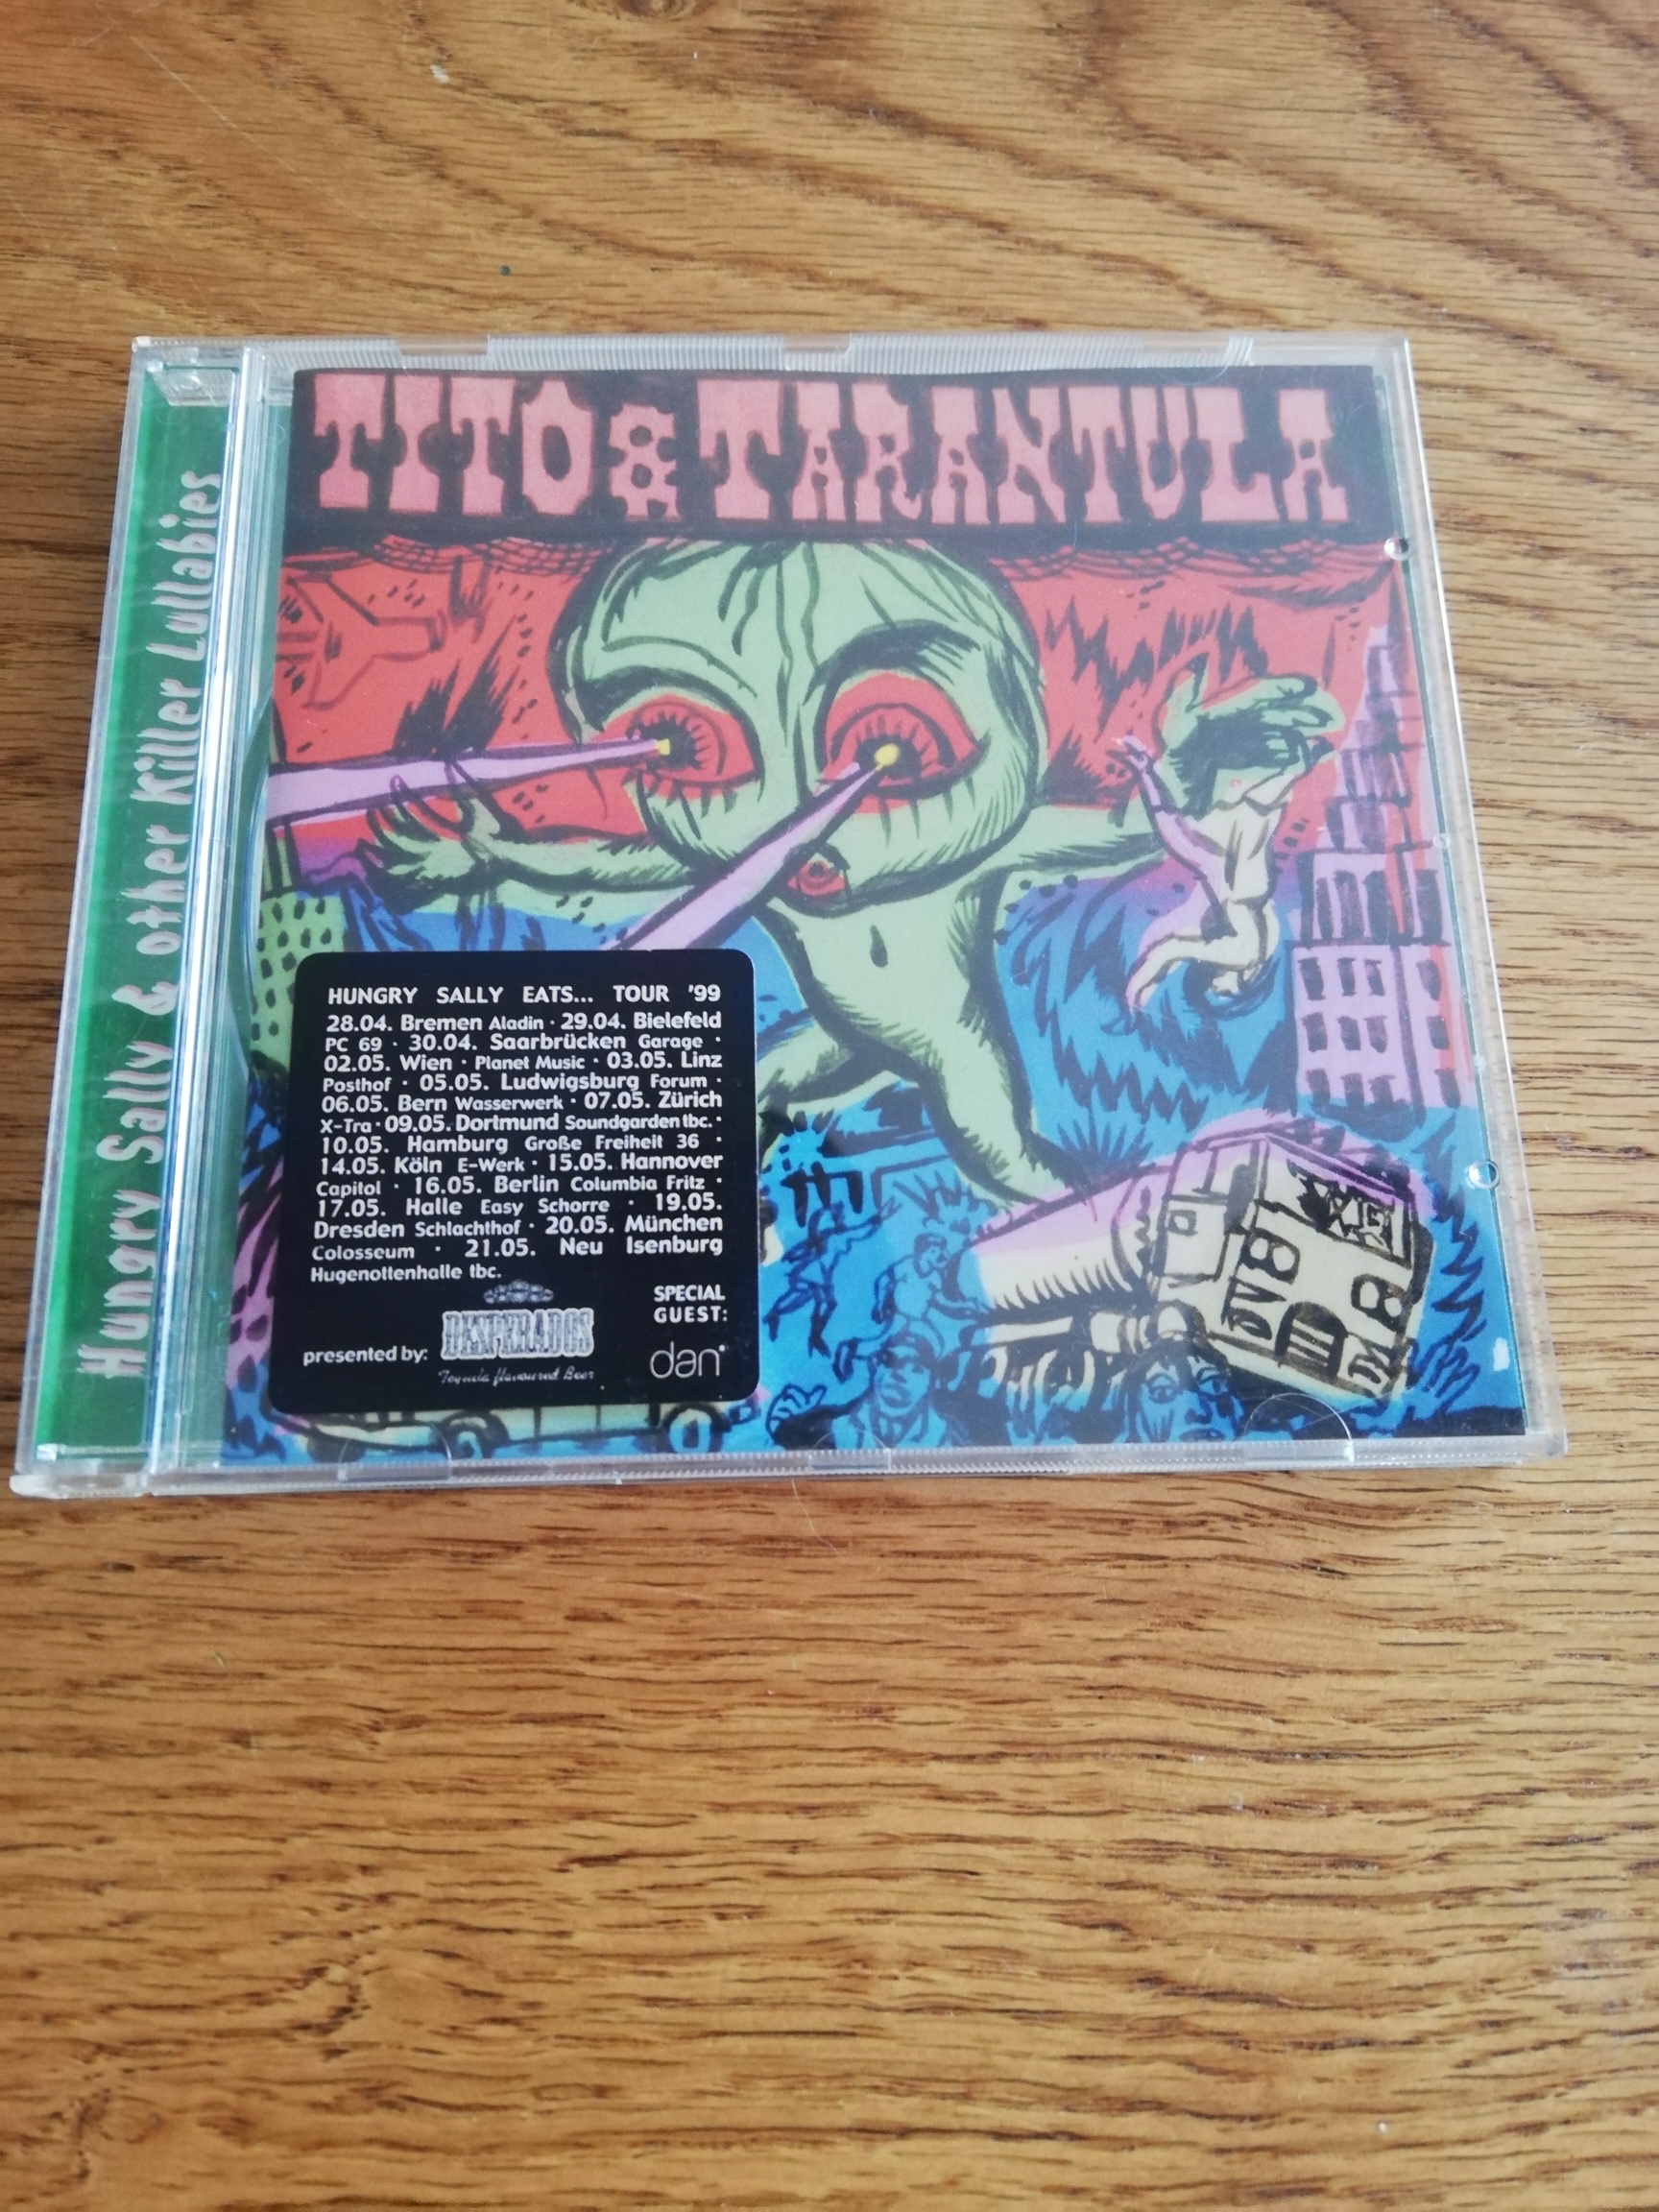 Hungry Sally & other Killer Lullabies
TITO & TARANTULA
HUNGRY SALLY EATS... TOUR '99
28.04. Bremen Aladin · 29.04. Bielefeld
PC 69 · 30.04. Saarbrücken Garage ·
02.05. Wien · Planet Music · 03.05. Linz
Posthof · 05.05. Ludwigsburg Forum ·
06.05. Bern Wasserwerk · 07.05. Zürich
X-Tra · 09.05. Dortmund Soundgarden tbc. ·
10.05. Hamburg Große Freiheit 36 ·
14.05. Köln E-Werk · 15.05. Hannover
Capitol · 16.05. Berlin Columbia Fritz ·
17.05. Halle Easy Schorre · 19.05.
Dresden Schlachthof · 20.05. München
Colosseum · 21.05. Neu Isenburg
Hugenottenhalle tbc.
SPECIAL
GUEST:
presented by: DESPERADOS
Tequila flavoured Beer
dan